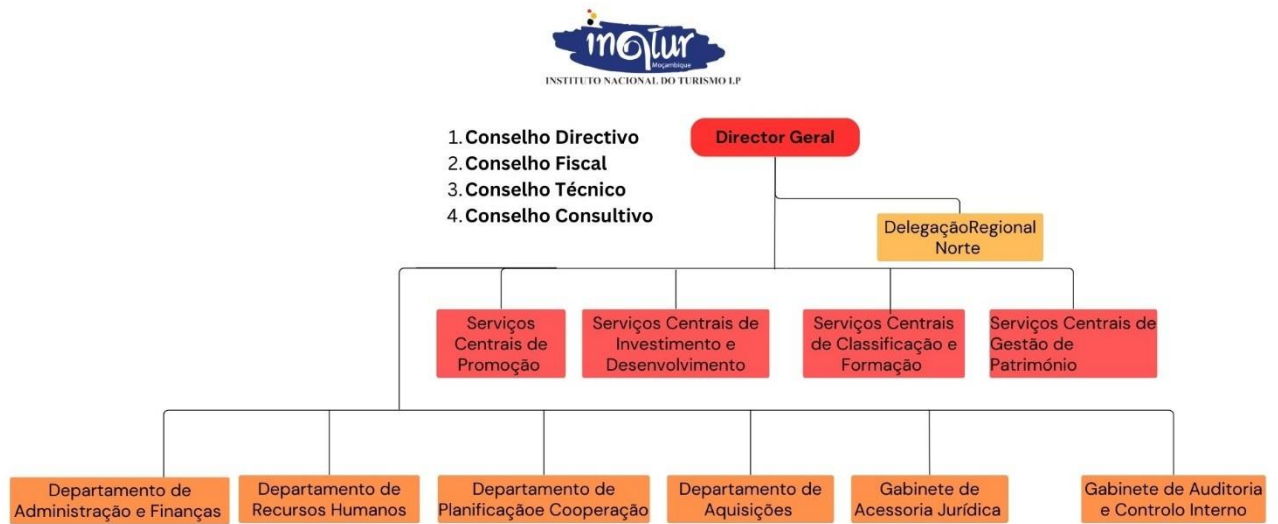 inatur
Moçambique
INSTITUTO NACIONAL DO TURISMO I.P
1. Conselho Directivo
2. Conselho Fiscal
3. Conselho Técnico
4. Conselho Consultivo
Director Geral
DelegaçãoRegional
Norte
Serviços
Centrais de
Promoção
Serviços Centrais de
Investimento e
Desenvolvimento
Serviços Centrais
de Classificação e
Formação
Serviços Centrais de
Gestão de
Património
Departamento de
Administração e Finanças
Departamento de
Recursos Humanos
Departamento de
Planificaçãoe Cooperação
Departamento de
Aquisições
Gabinete de
Acessoria Jurídica
Gabinete de Auditoria
e Controlo Interno